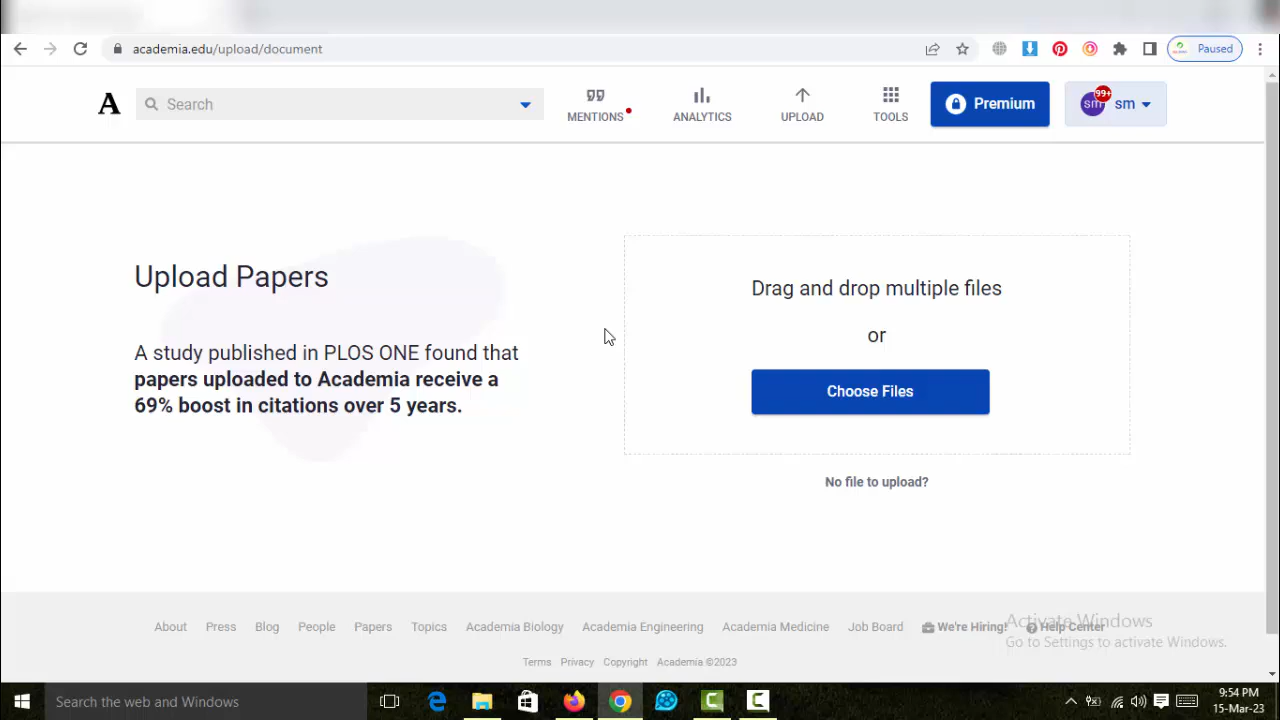 academia.edu/upload/document
Paused
A
Search
MENTIONS
ANALYTICS
UPLOAD
TOOLS
Premium
sm
99+
sm
Upload Papers
A study published in PLOS ONE found that
papers uploaded to Academia receive a
69% boost in citations over 5 years.
Drag and drop multiple files
or
Choose Files
No file to upload?
About Press Blog People Papers Topics Academia Biology Academia Engineering Academia Medicine Job Board We're Hiring! Help Center
Activate Windows
Go to Settings to activate Windows.
Terms Privacy Copyright Academia ©2023
Search the web and Windows
9:54 PM
15-Mar-23